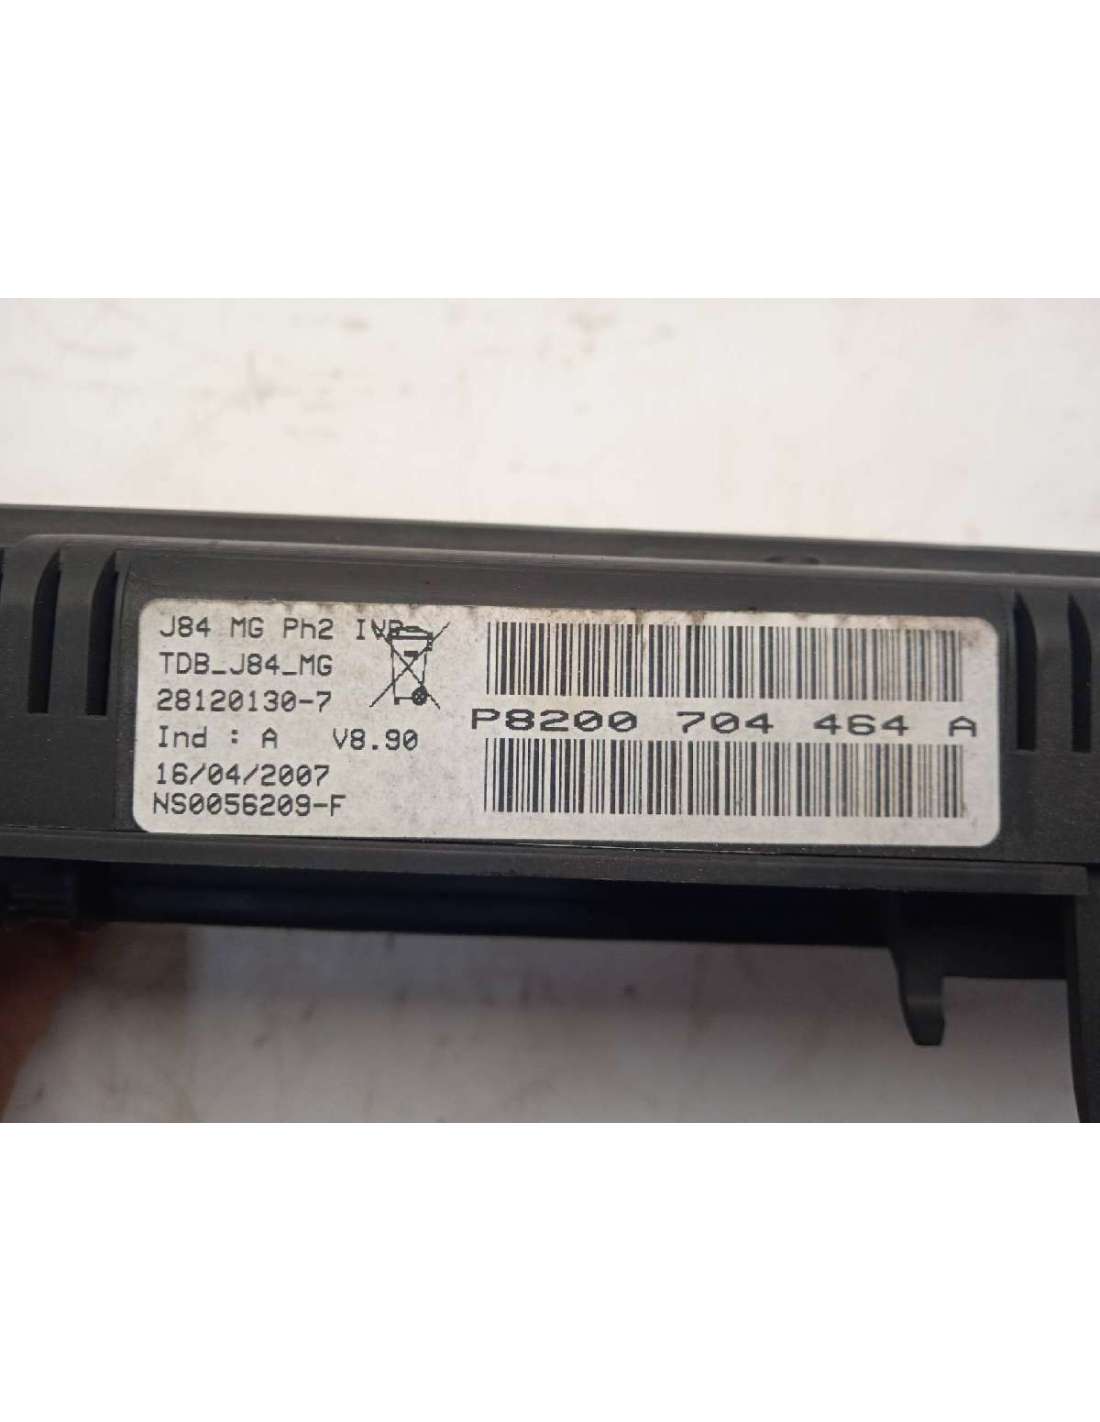 J84 MG Ph2
TDB_J84_MG
28120130-7
Ind : A V8.90
16/04/2007
NS0056209-F
P8200 704 464 A